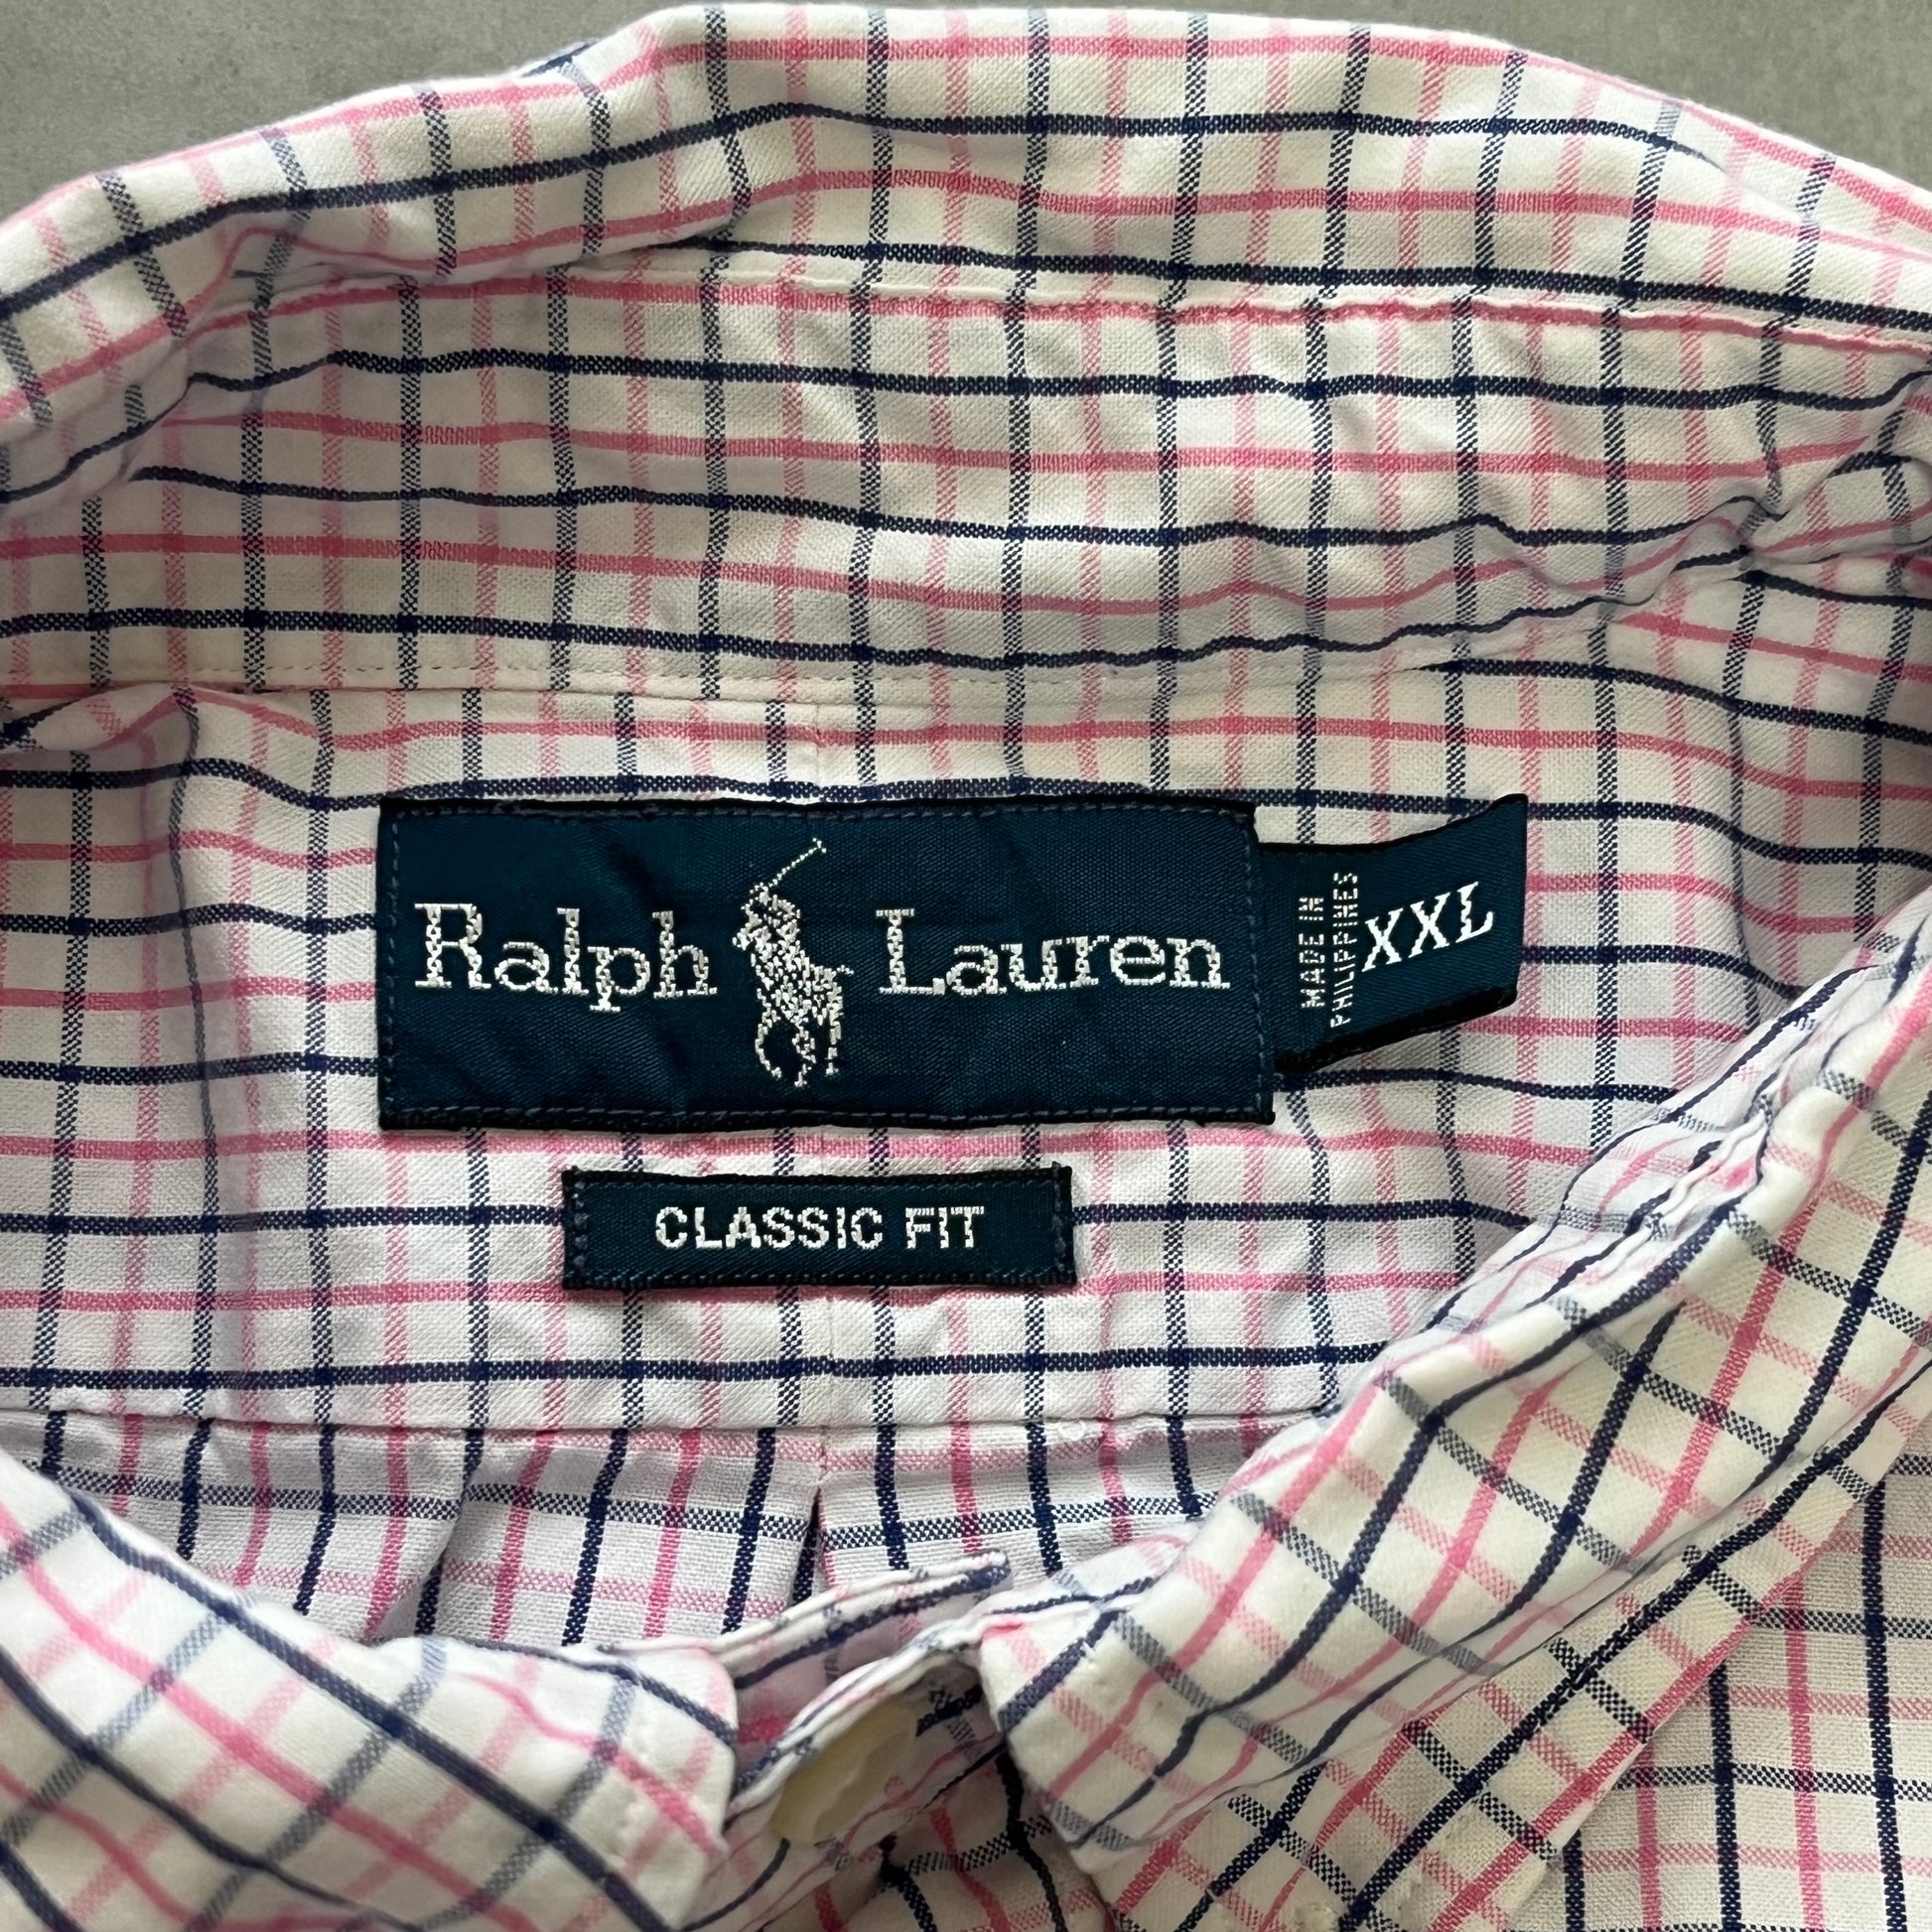 Ralph Lauren
MADE IN
PHILIPPINES
XXL
CLASSIC FIT